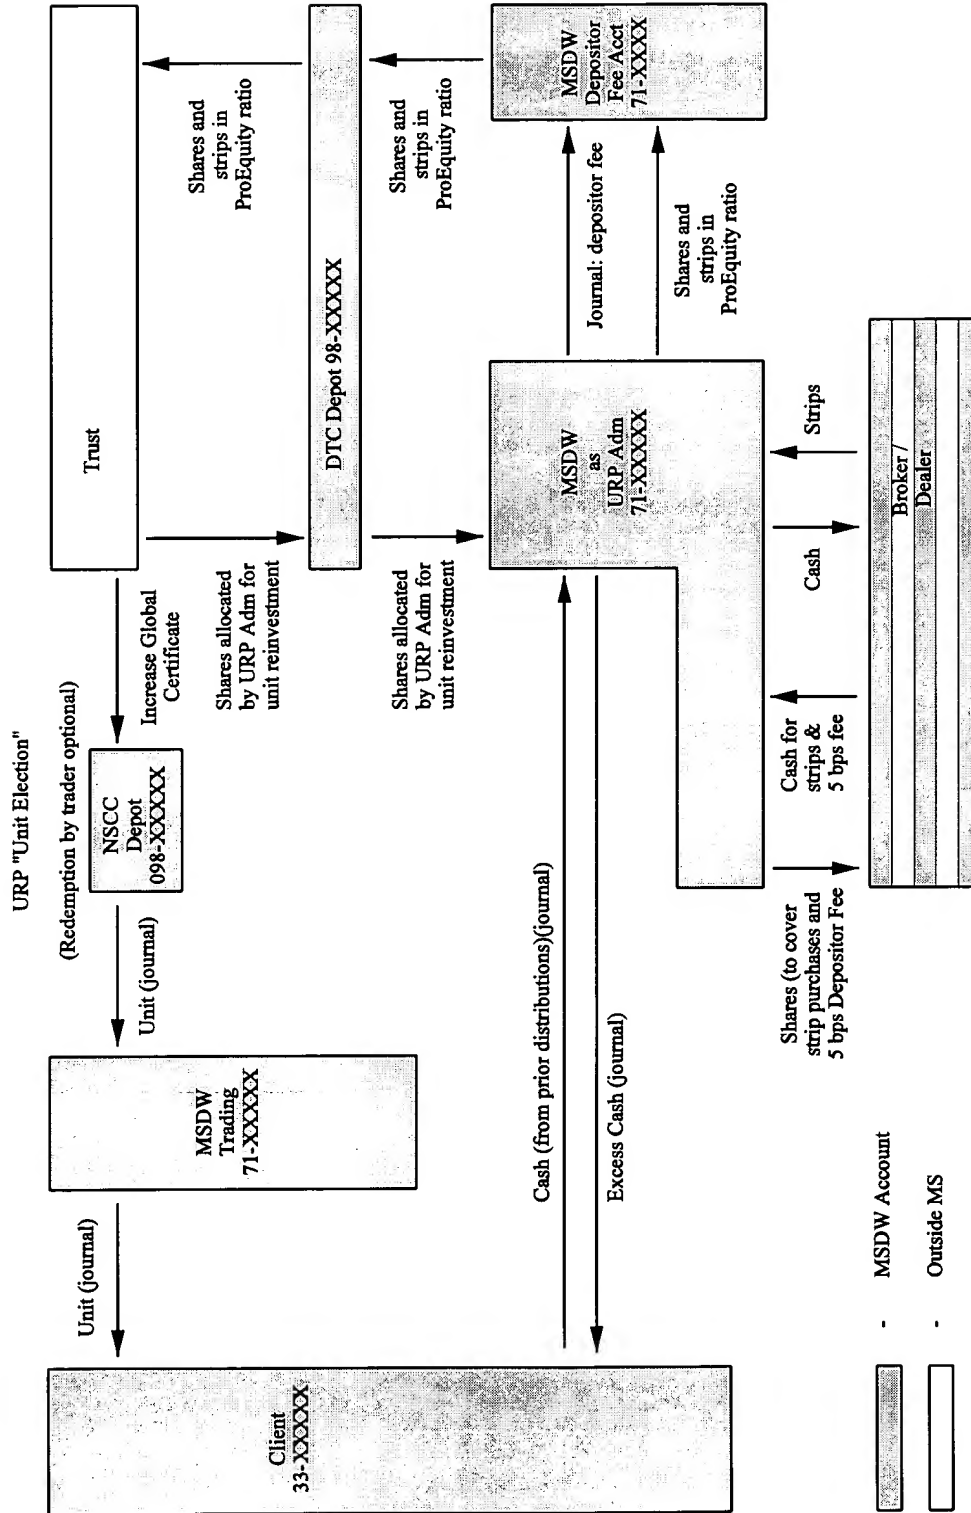 URP "Unit Election"
(Redemption by trader optional)
Client
33-XXXXX
Unit (journal)
MSDW
Trading
71-XXXXX
Unit (journal)
NSCC
Depot
098-XXXXX
Increase Global
Certificate
Trust
Shares allocated
by URP Adm for
unit reinvestment
Shares and
strips in
ProEquity ratio
DTC Depot 98-XXXXX
Shares allocated
by URP Adm for
unit reinvestment
Shares and
strips in
ProEquity ratio
Cash (from prior distributions)(journal)
Excess Cash (journal)
MSDW
as
URP Adm
71-XXXXX
Journal: depositor fee
Shares and
strips in
ProEquity ratio
MSDW
Depositor
Fee Acct
71-XXXX
Shares (to cover
strip purchases and
5 bps Depositor Fee
Cash for
strips &
5 bps fee
Cash
Strips
Broker /
Dealer
- MSDW Account
- Outside MS